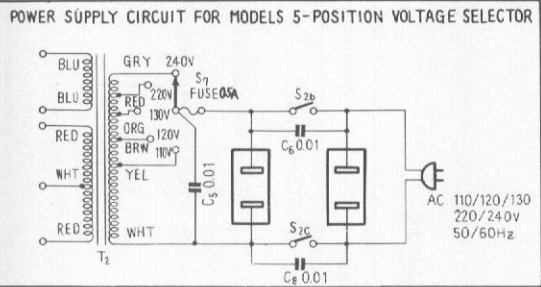 POWER SUPPLY CIRCUIT FOR MODELS 5-POSITION VOLTAGE SELECTOR
GRY 240V
BLU
S7
FUSE 0.5A
220V
RED
130V
S2b
BLU
ORG
120V
RED
BRW
110V
C6 0.01
WHT
YEL
C5 0.01
AC 110/120/130
220/240V
50/60Hz
RED
WHT
S2c
T2
C8 0.01